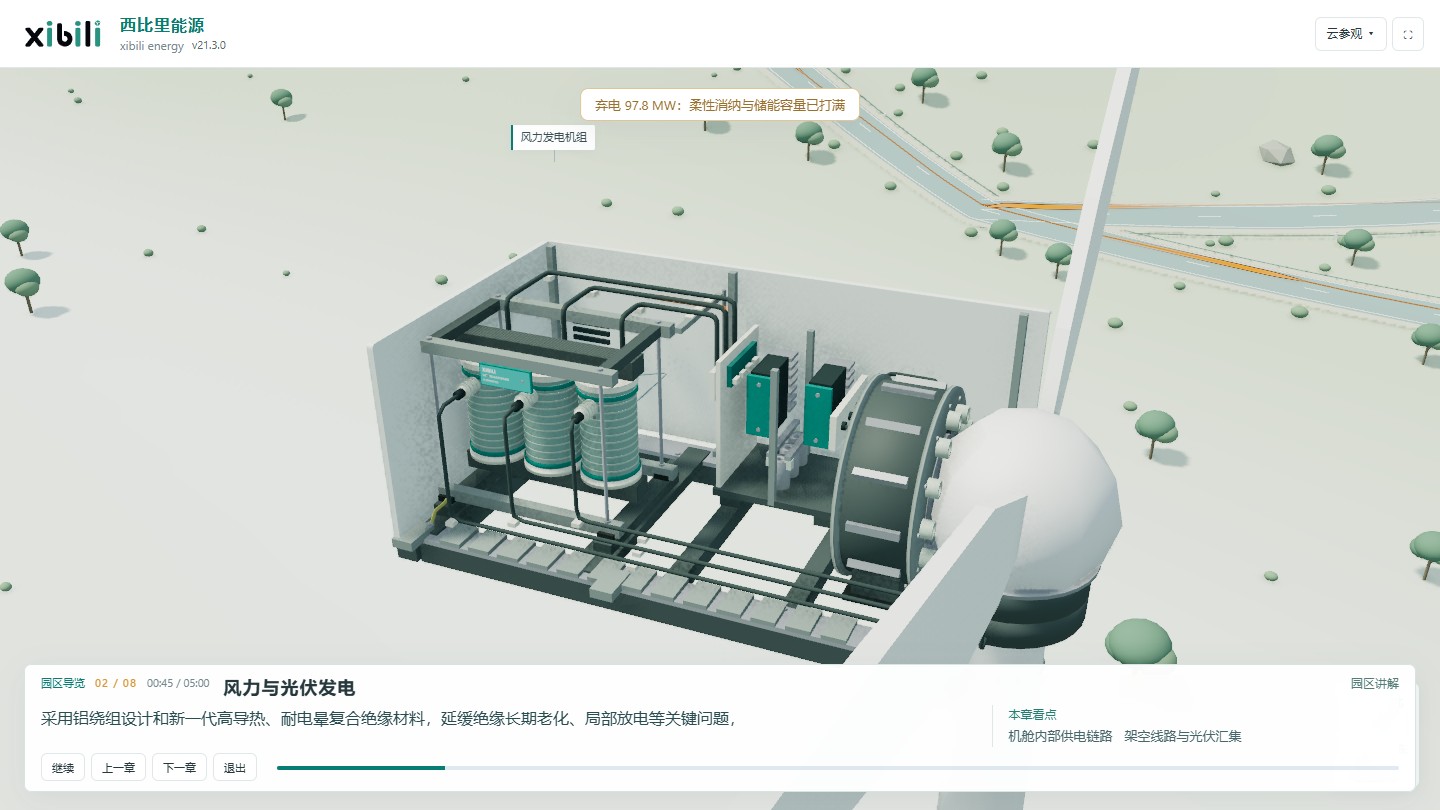 xibili
西比里能源
xibili energy v21.3.0
云参观
弃电 97.8 MW：柔性消纳与储能容量已打满
风力发电机组
园区导览 02 / 08 00:45 / 05:00 风力与光伏发电
园区讲解
采用铝绕组设计和新一代高导热、耐电晕复合绝缘材料，延缓绝缘长期老化、局部放电等关键问题，
本章看点
机舱内部供电链路 架空线路与光伏汇集
继续 上一章 下一章 退出